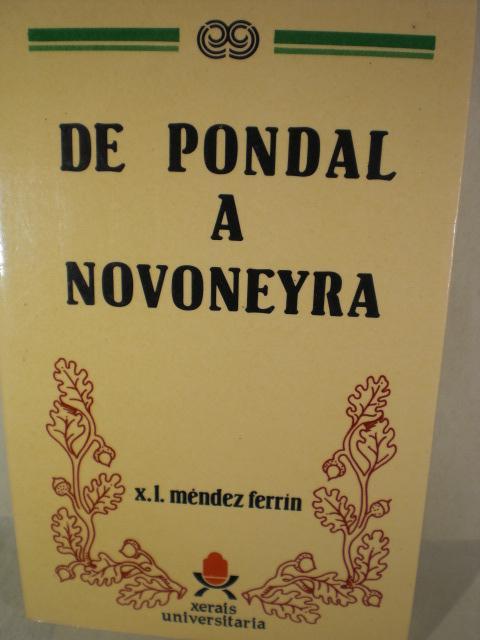 DE PONDAL
A
NOVONEYRA
x.l. méndez ferrín
xerais
universitaria